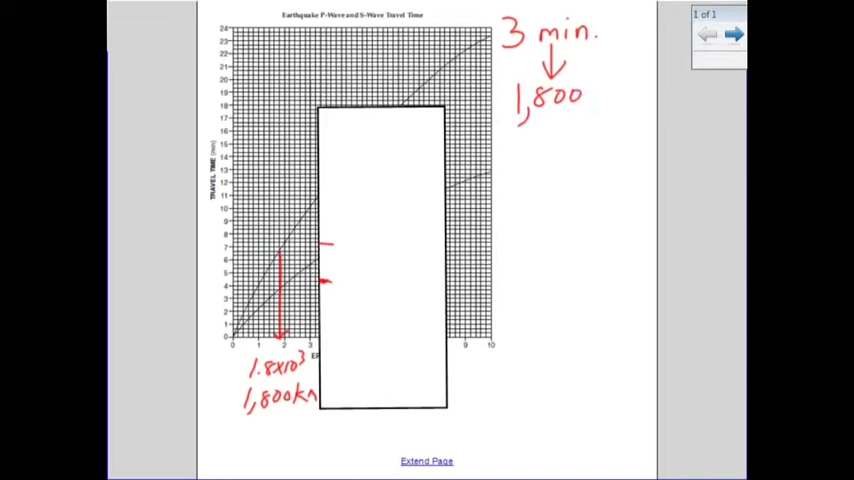 Earthquake P-Wave and S-Wave Travel Time
1 of 1
3 min.
1,800
24
23
22
21
20
19
18
17
16
15
14
13
12
11
10
9
8
7
6
5
4
3
2
1
0
TRAVEL TIME (min)
0 1 2 3 9 10
EP
1.8x10³
1,800km
Extend Page